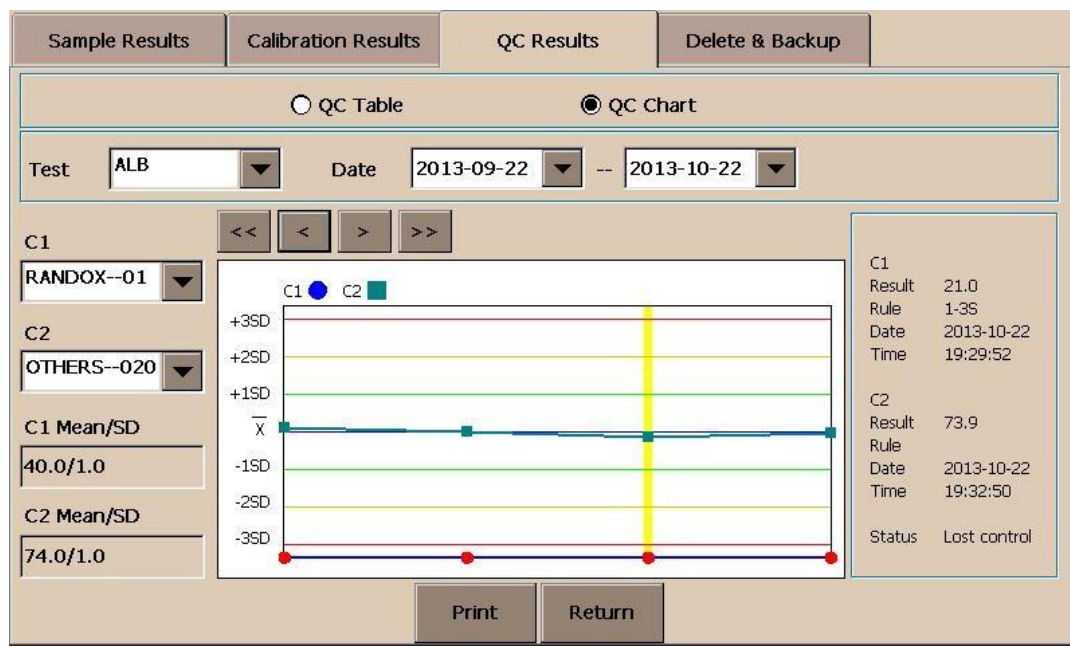 Sample Results Calibration Results QC Results Delete & Backup
QC Table QC Chart
Test ALB Date 2013-09-22 -- 2013-10-22
<< < > >>
C1
RANDOX--01
C2
OTHERS--020
C1 Mean/SD
40.0/1.0
C2 Mean/SD
74.0/1.0
C1 C2
+3SD
+2SD
+1SD
X̅
-1SD
-2SD
-3SD
C1
Result 21.0
Rule 1-3S
Date 2013-10-22
Time 19:29:52
C2
Result 73.9
Rule
Date 2013-10-22
Time 19:32:50
Status Lost control
Print Return